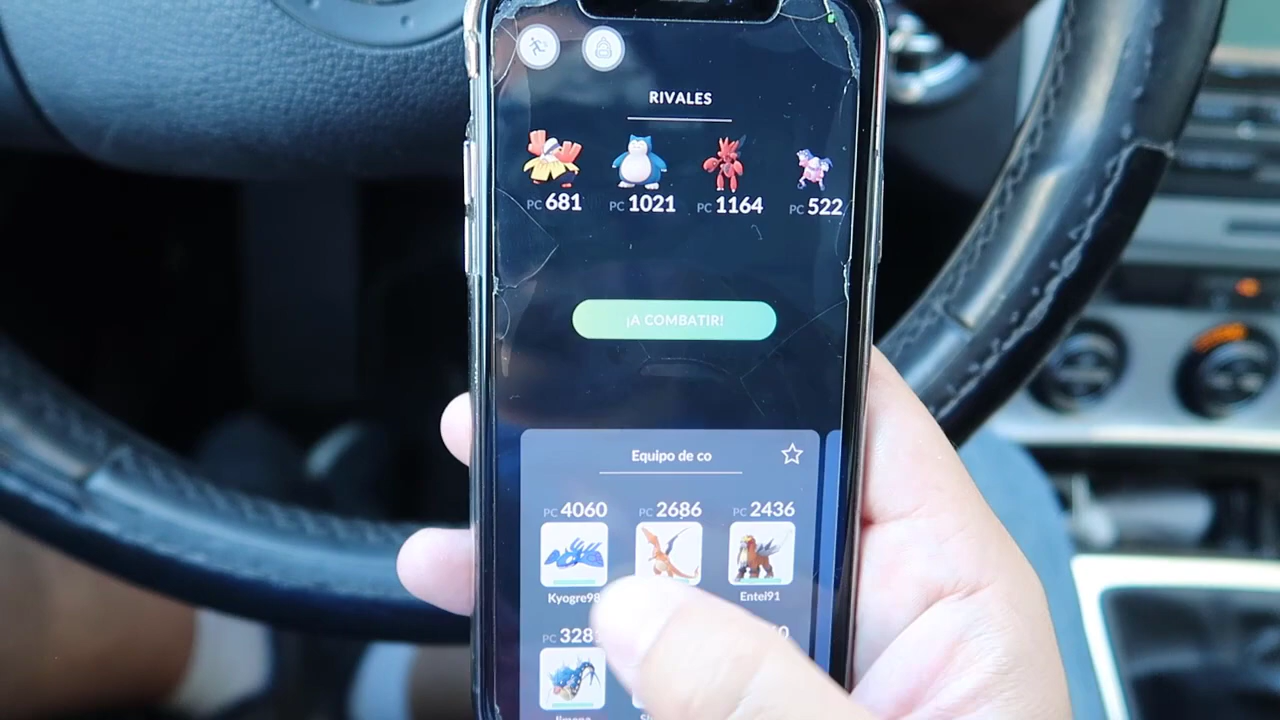 RIVALES
PC 681 PC 1021 PC 1164 PC 522
¡A COMBATIR!
Equipo de co
PC 4060 PC 2686 PC 2436
Kyogre98 Entei91
PC 328